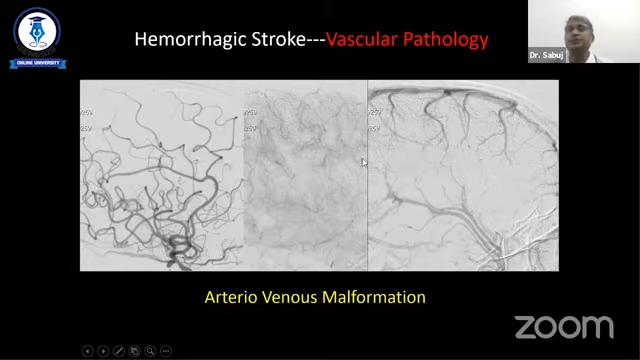 Hemorrhagic Stroke---Vascular Pathology
ONLINE UNIVERSITY
Dr. Sabuj
Arterio Venous Malformation
zoom